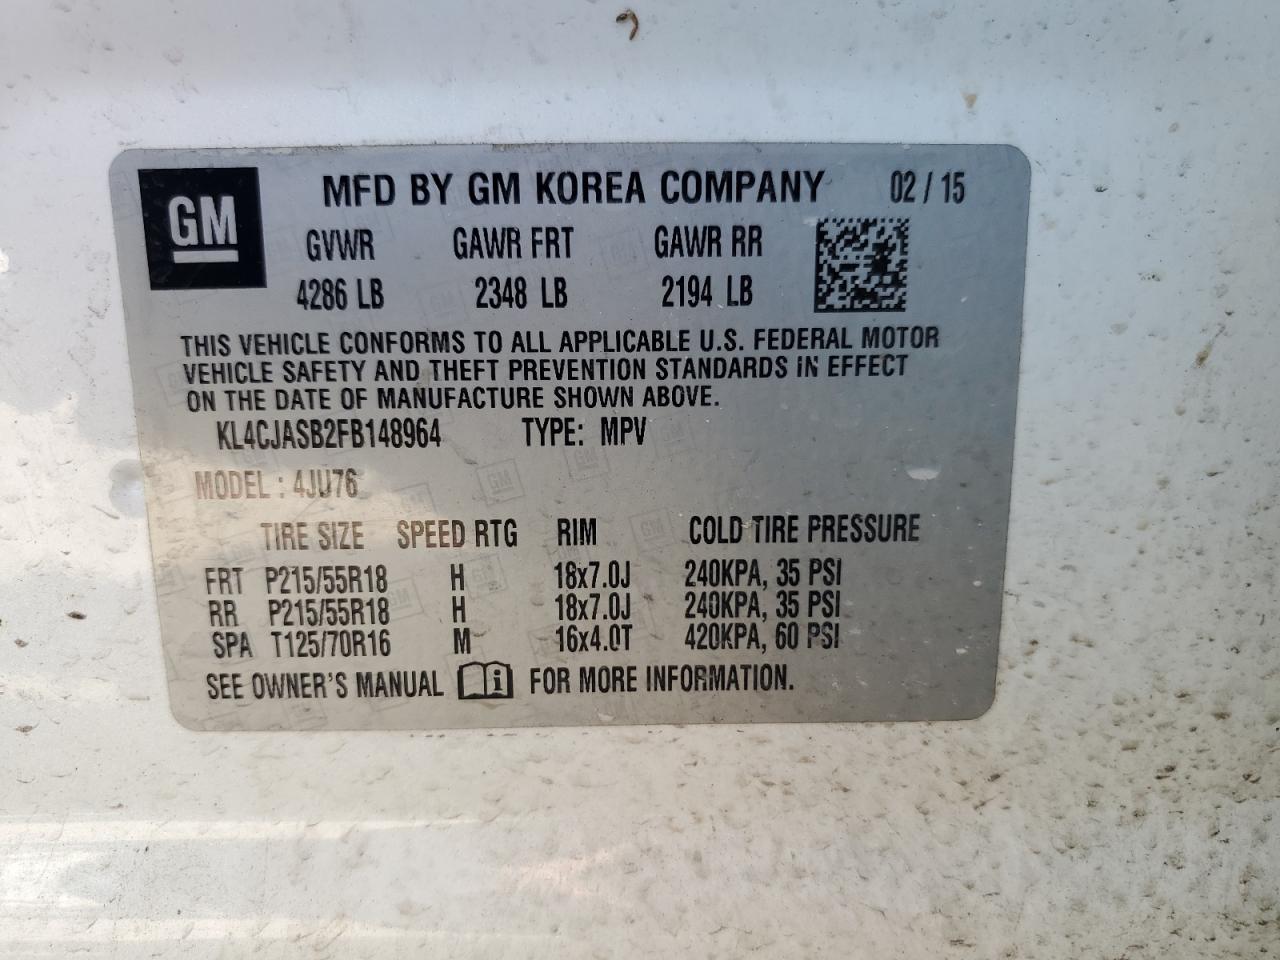 GM MFD BY GM KOREA COMPANY 02 / 15
GVWR GAWR FRT GAWR RR
4286 LB 2348 LB 2194 LB
THIS VEHICLE CONFORMS TO ALL APPLICABLE U.S. FEDERAL MOTOR
VEHICLE SAFETY AND THEFT PREVENTION STANDARDS IN EFFECT
ON THE DATE OF MANUFACTURE SHOWN ABOVE.
KL4CJASB2FB148964 TYPE: MPV
MODEL : 4JU76
TIRE SIZE SPEED RTG RIM COLD TIRE PRESSURE
FRT P215/55R18 H 18x7.0J 240KPA, 35 PSI
RR P215/55R18 H 18x7.0J 240KPA, 35 PSI
SPA T125/70R16 M 16x4.0T 420KPA, 60 PSI
SEE OWNER'S MANUAL i FOR MORE INFORMATION.